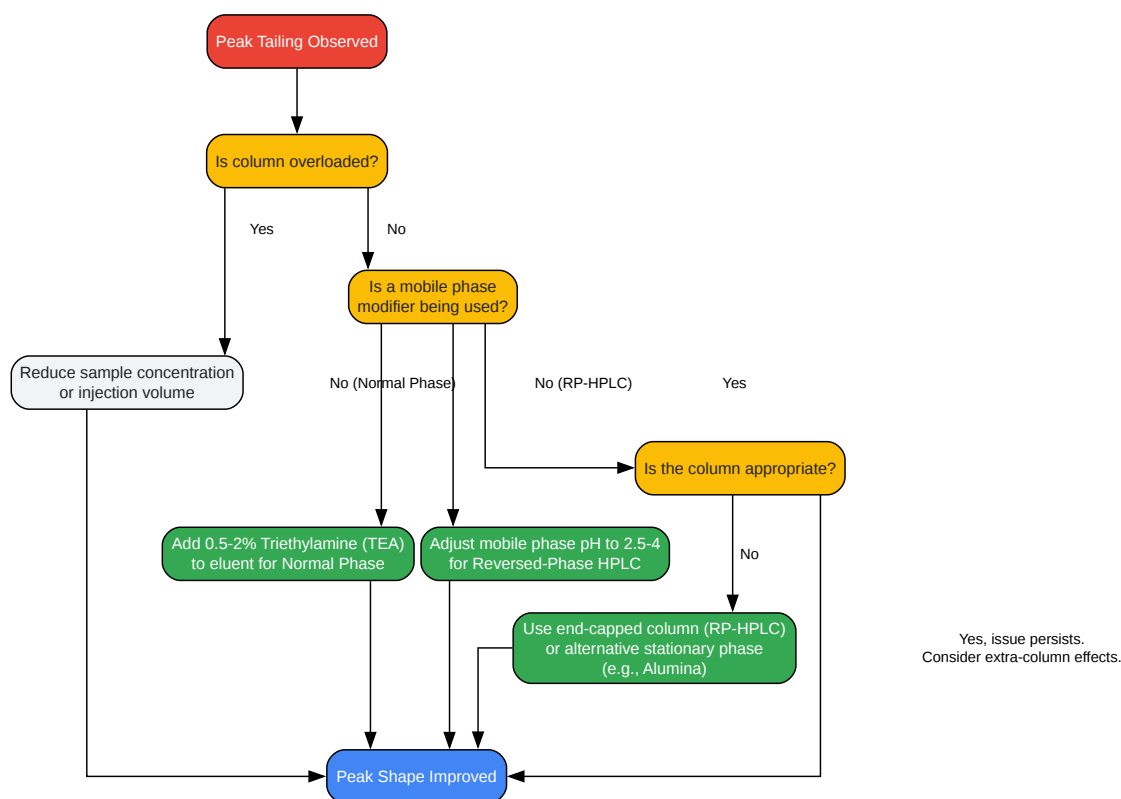 Peak Tailing Observed
Is column overloaded?
Yes
No
Is a mobile phase
modifier being used?
Reduce sample concentration
or injection volume
No (Normal Phase)
No (RP-HPLC)
Yes
Is the column appropriate?
Add 0.5-2% Triethylamine (TEA)
to eluent for Normal Phase
Adjust mobile phase pH to 2.5-4
for Reversed-Phase HPLC
No
Use end-capped column (RP-HPLC)
or alternative stationary phase
(e.g., Alumina)
Yes, issue persists.
Consider extra-column effects.
Peak Shape Improved